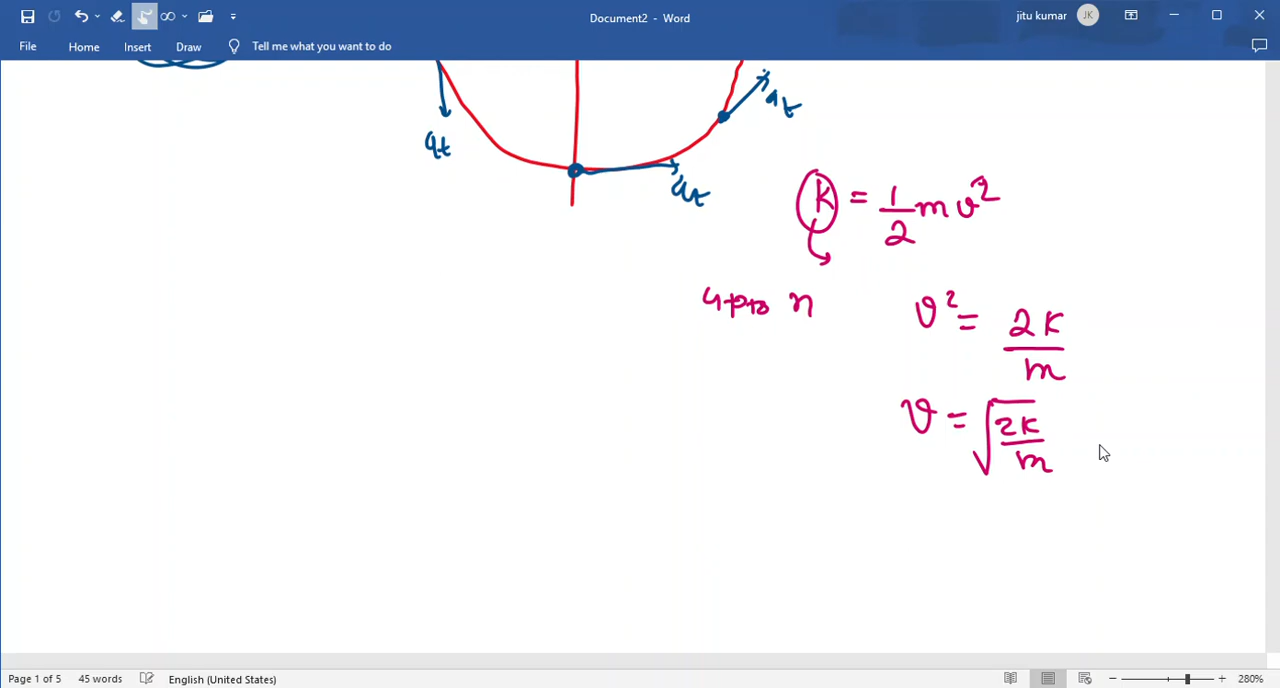 Document2 - Word
jitu kumar
JK
File
Home
Insert
Draw
Tell me what you want to do
at
at
at
k = 1/2 mv²
v² = 2k/m
v = √2k/m
Page 1 of 5
45 words
English (United States)
280%